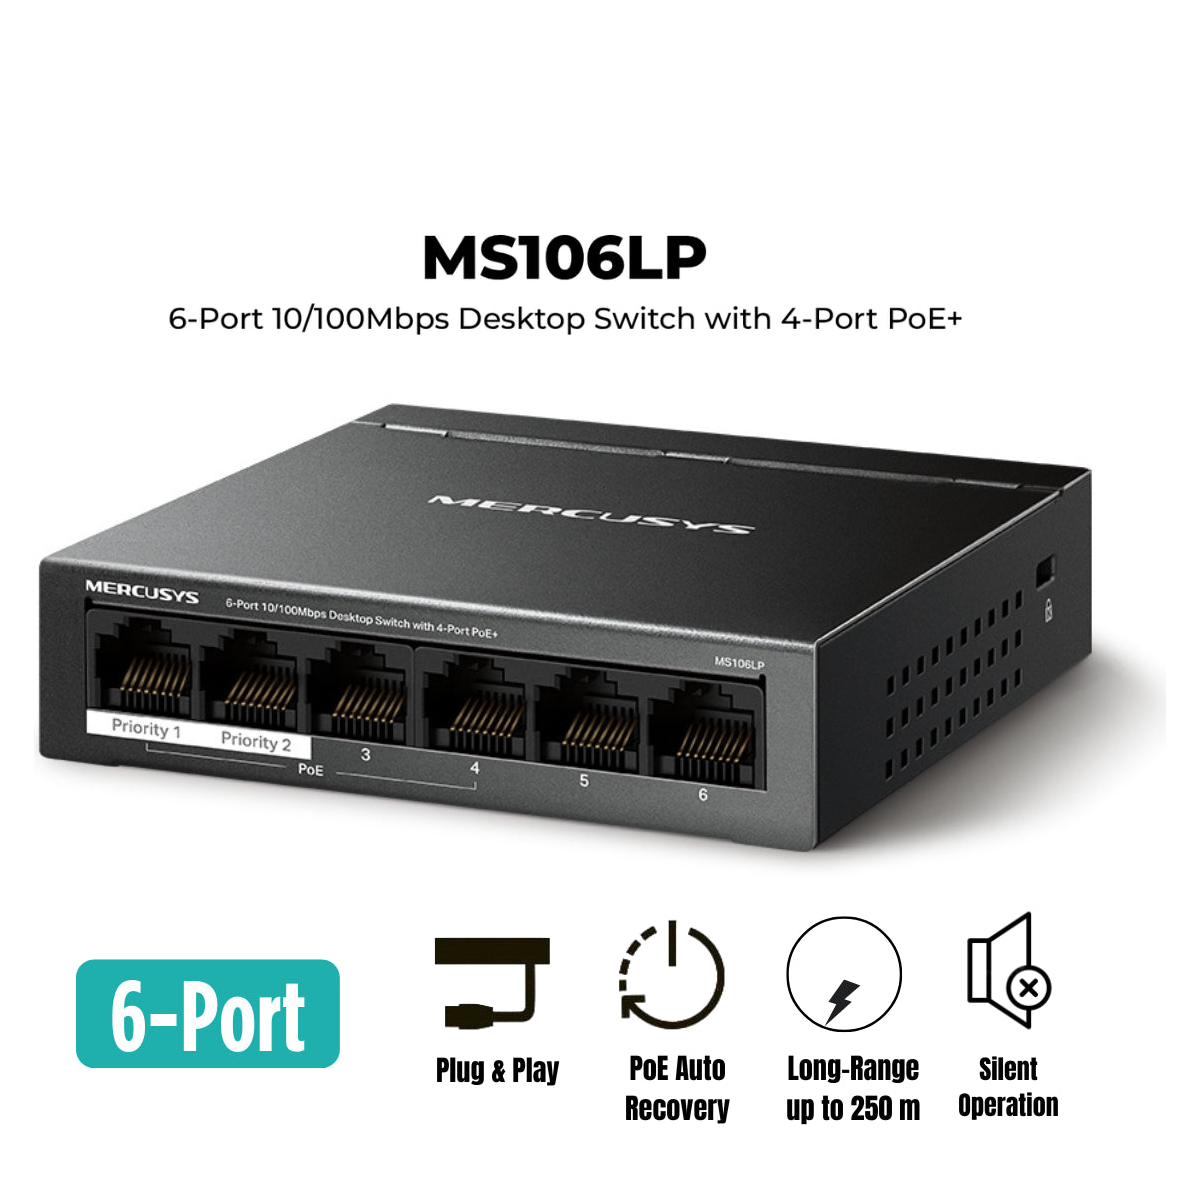 MS106LP
6-Port 10/100Mbps Desktop Switch with 4-Port PoE+
MERCUSYS
MERCUSYS
6-Port 10/100Mbps Desktop Switch with 4-Port PoE+
MS106LP
Priority 1
Priority 2
3
4
5
6
PoE
6-Port
Plug & Play
PoE Auto
Recovery
Long-Range
up to 250 m
Silent
Operation